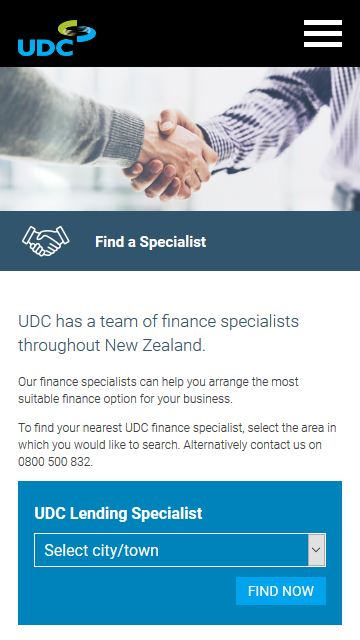 UDC
Find a Specialist
UDC has a team of finance specialists
throughout New Zealand.
Our finance specialists can help you arrange the most
suitable finance option for your business.
To find your nearest UDC finance specialist, select the area in
which you would like to search. Alternatively contact us on
0800 500 832.
UDC Lending Specialist
Select city/town
FIND NOW